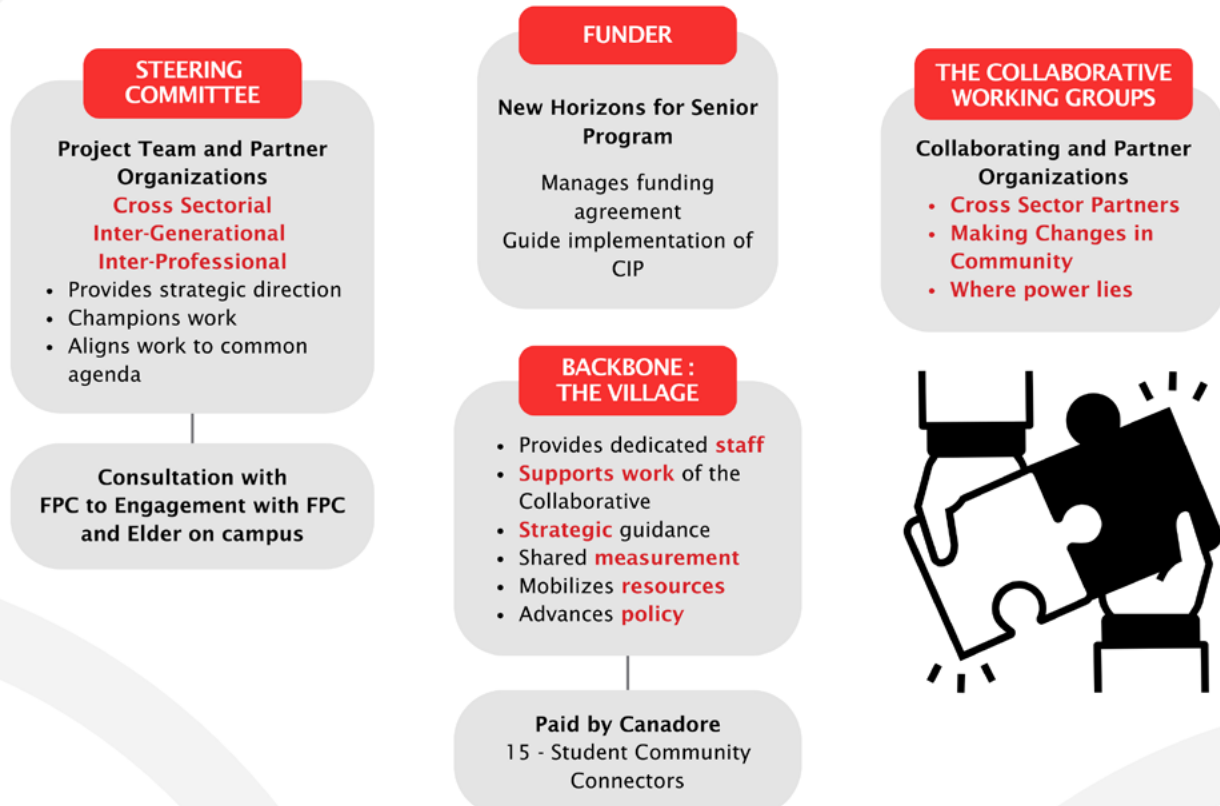 STEERING
COMMITTEE
Project Team and Partner
Organizations
Cross Sectorial
Inter-Generational
Inter-Professional
• Provides strategic direction
• Champions work
• Aligns work to common
agenda
Consultation with
FPC to Engagement with FPC
and Elder on campus
FUNDER
New Horizons for Senior
Program
Manages funding
agreement
Guide implementation of
CIP
BACKBONE :
THE VILLAGE
• Provides dedicated staff
• Supports work of the
Collaborative
• Strategic guidance
• Shared measurement
• Mobilizes resources
• Advances policy
Paid by Canadore
15 - Student Community
Connectors
THE COLLABORATIVE
WORKING GROUPS
Collaborating and Partner
Organizations
• Cross Sector Partners
• Making Changes in
Community
• Where power lies